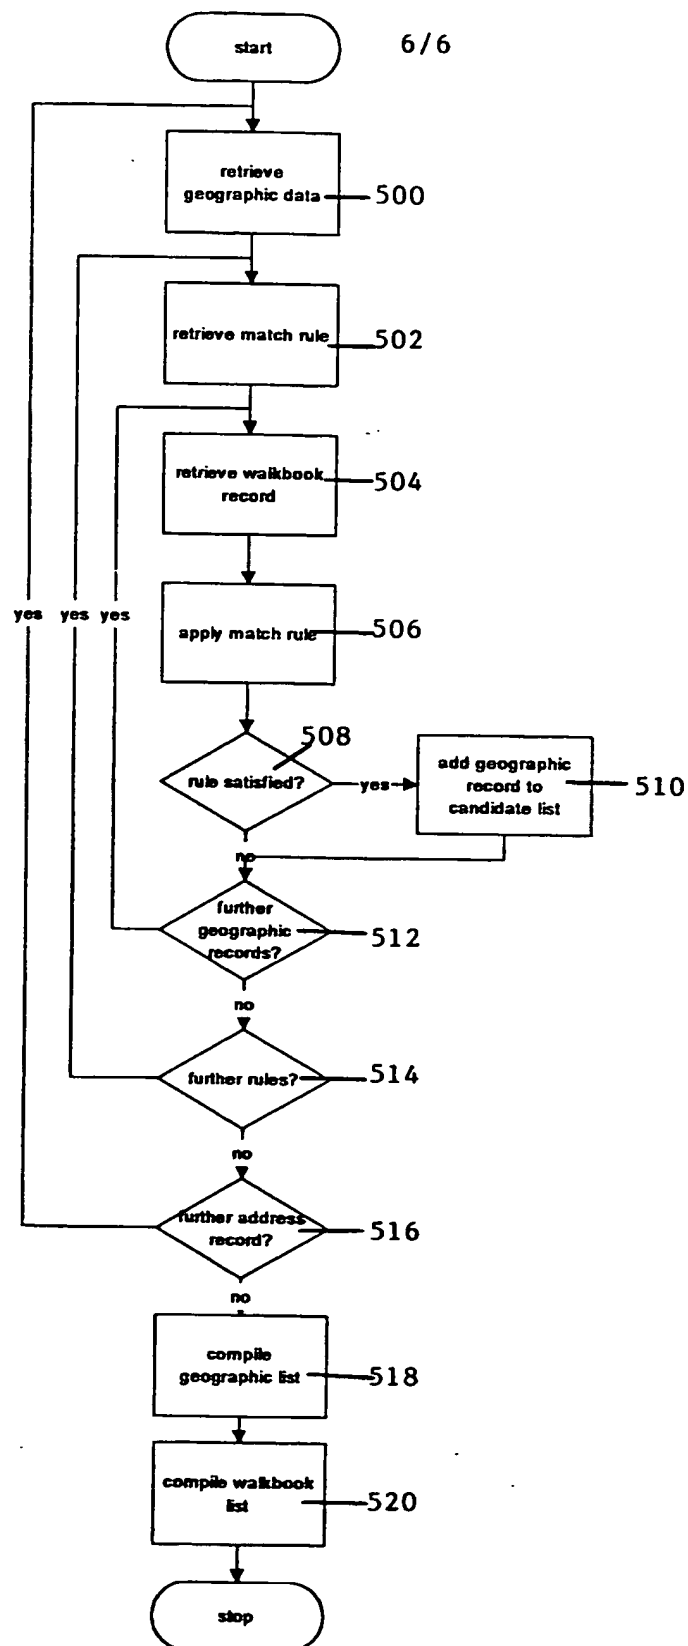 start
6/6
retrieve
geographic data
500
retrieve match rule
502
retrieve walkbook
record
504
yes yes yes
apply match rule
506
508
rule satisfied?
yes
add geographic
record to
candidate list
510
no
further
geographic
records?
512
no
further rules?
514
no
further address
record?
516
no
compile
geographic list
518
compile walkbook
list
520
stop